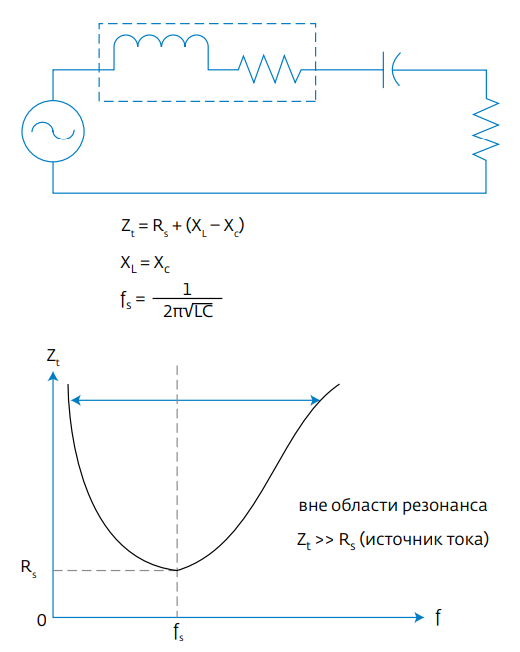 Zt = Rs + (XL – Xc)
XL = Xc
fs = 1 / 2π√LC
Zt
вне области резонанса
Zt >> Rs (источник тока)
Rs
0
fs
f